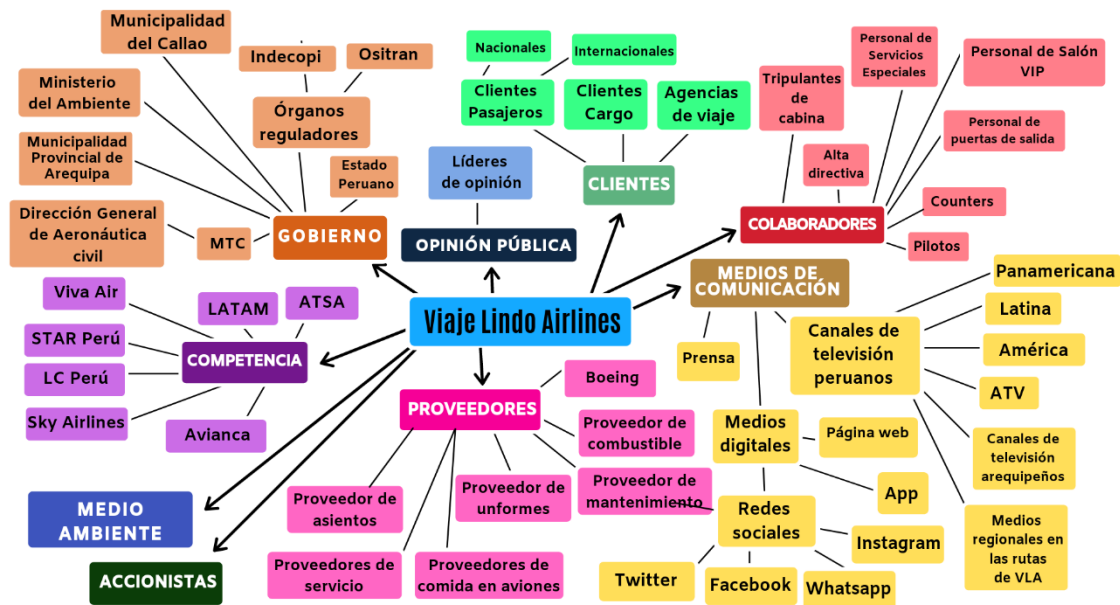 Municipalidad
del Callao
Indecopi
Ositran
Ministerio
del Ambiente
Órganos
reguladores
Municipalidad
Provincial de
Arequipa
Estado
Peruano
Dirección General
de Aeronáutica
civil
MTC
GOBIERNO
Líderes
de opinión
OPINIÓN PÚBLICA
Nacionales
Internacionales
Clientes
Pasajeros
Clientes
Cargo
Agencias
de viaje
CLIENTES
Tripulantes
de
cabina
Personal de
Servicios
Especiales
Personal de Salón
VIP
Personal de
puertas de salida
Alta
directiva
Counters
Pilotos
COLABORADORES
Viaje Lindo Airlines
Viva Air
LATAM
ATSA
STAR Perú
COMPETENCIA
LC Perú
Sky Airlines
Avianca
MEDIO
AMBIENTE
ACCIONISTAS
PROVEEDORES
Boeing
Proveedor de
combustible
Proveedor de
mantenimiento
Proveedor de
unformes
Proveedor de
asientos
Proveedores de
servicio
Proveedores de
comida en aviones
MEDIOS DE
COMUNICACIÓN
Prensa
Canales de
televisión
peruanos
Panamericana
Latina
América
ATV
Canales de
televisión
arequipeños
Medios
regionales en
las rutas
de VLA
Medios
digitales
Página web
App
Redes
sociales
Instagram
Twitter
Facebook
Whatsapp